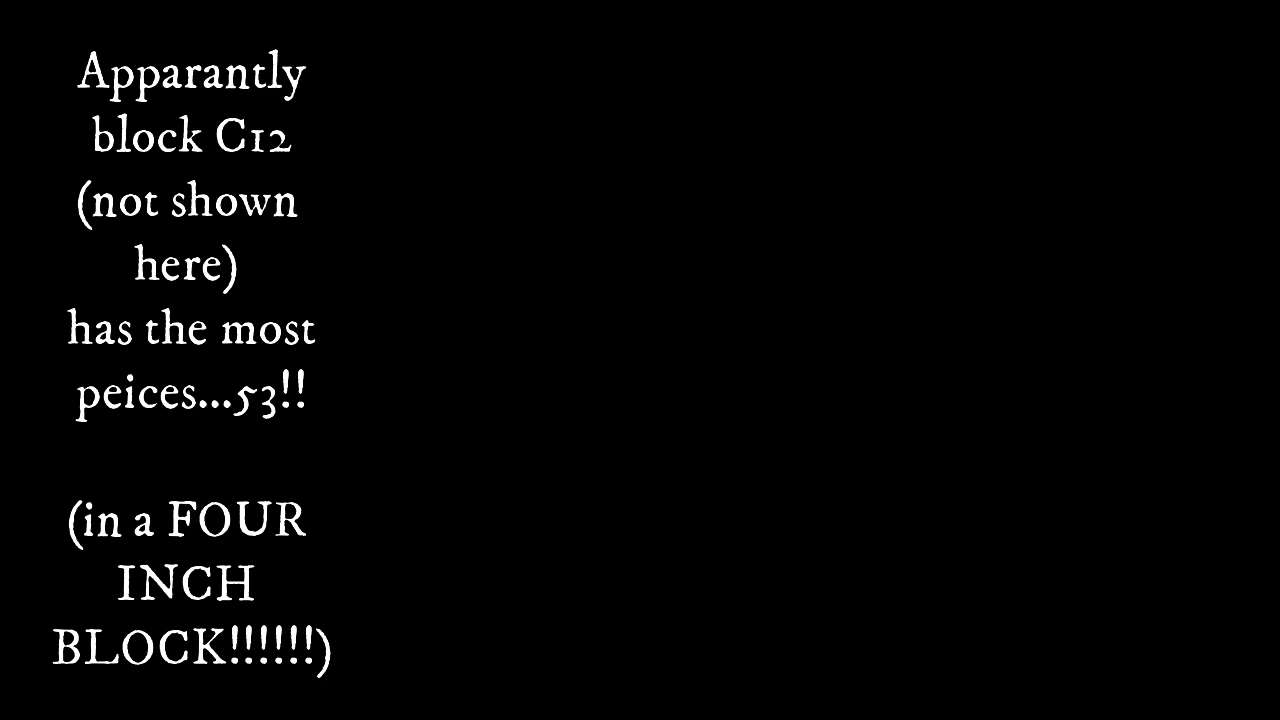 Apparantly
block C12
(not shown
here)
has the most
peices...53!!
(in a FOUR
INCH
BLOCK!!!!!!)